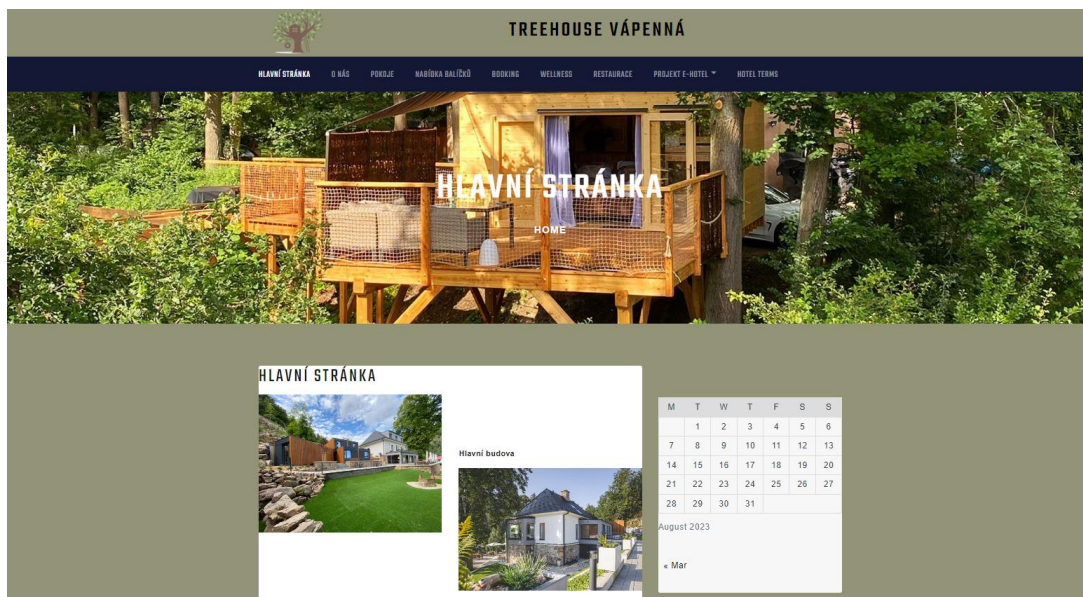 TREEHOUSE VÁPENNÁ
HLAVNÍ STRÁNKA O NÁS POKOJE NABÍDKA BALÍČKŮ BOOKING WELLNESS RESTAURACE PROJEKT E-HOTEL HOTEL TERMS
HLAVNÍ STRÁNKA
HOME
HLAVNÍ STRÁNKA
Hlavní budova
M T W T F S S
1 2 3 4 5 6
7 8 9 10 11 12 13
14 15 16 17 18 19 20
21 22 23 24 25 26 27
28 29 30 31
August 2023
« Mar